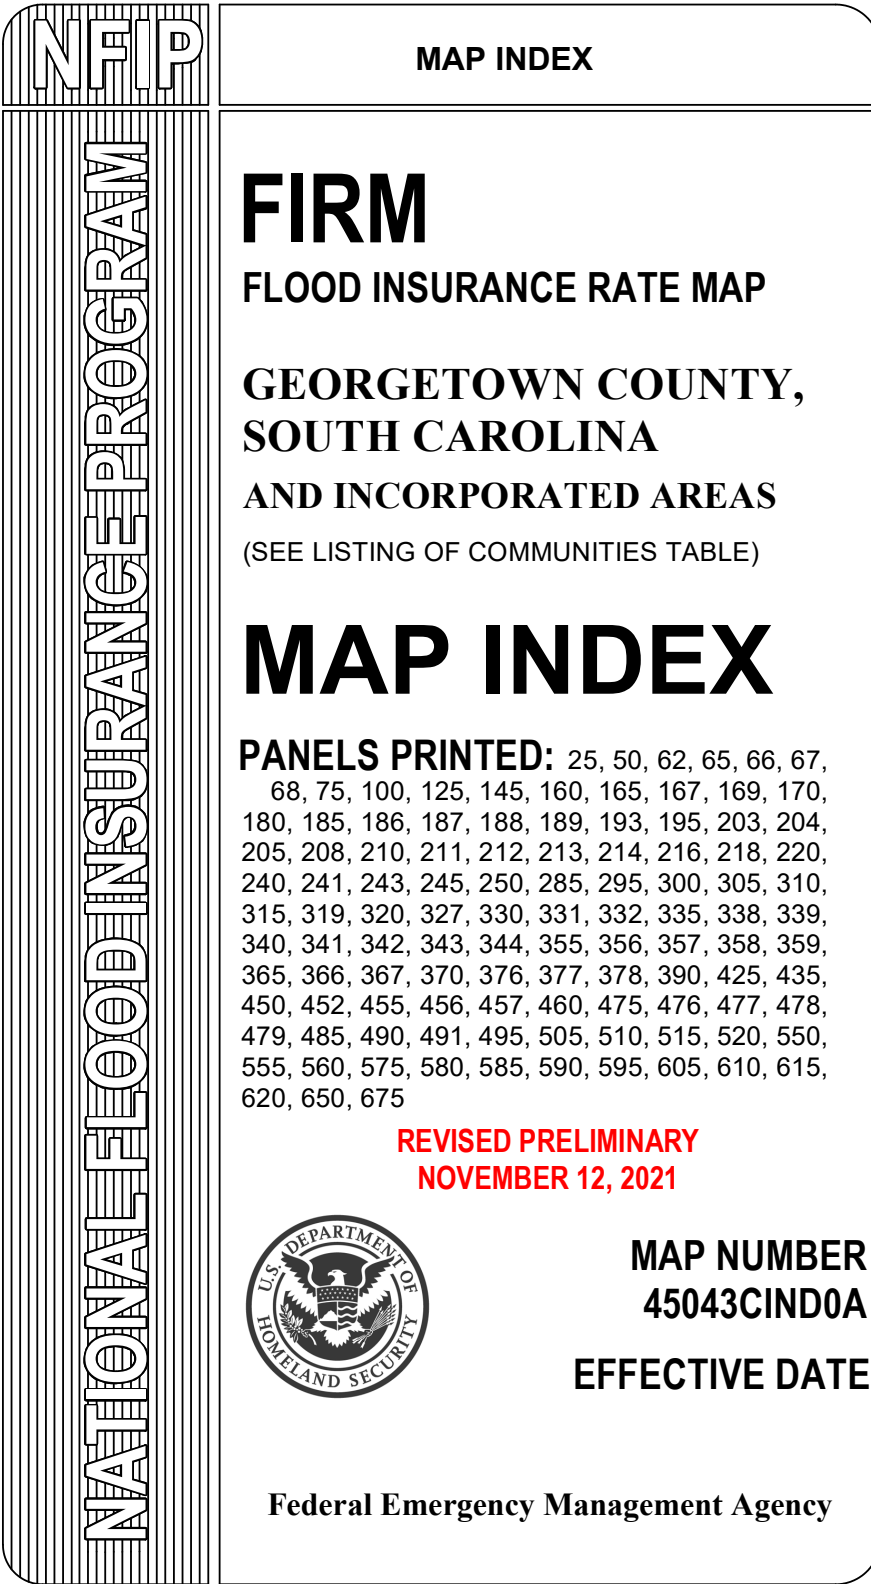 NFIP
MAP INDEX
NATIONAL FLOOD INSURANCE PROGRAM
FIRM
FLOOD INSURANCE RATE MAP
GEORGETOWN COUNTY,
SOUTH CAROLINA
AND INCORPORATED AREAS
(SEE LISTING OF COMMUNITIES TABLE)
MAP INDEX
PANELS PRINTED: 25, 50, 62, 65, 66, 67,
68, 75, 100, 125, 145, 160, 165, 167, 169, 170,
180, 185, 186, 187, 188, 189, 193, 195, 203, 204,
205, 208, 210, 211, 212, 213, 214, 216, 218, 220,
240, 241, 243, 245, 250, 285, 295, 300, 305, 310,
315, 319, 320, 327, 330, 331, 332, 335, 338, 339,
340, 341, 342, 343, 344, 355, 356, 357, 358, 359,
365, 366, 367, 370, 376, 377, 378, 390, 425, 435,
450, 452, 455, 456, 457, 460, 475, 476, 477, 478,
479, 485, 490, 491, 495, 505, 510, 515, 520, 550,
555, 560, 575, 580, 585, 590, 595, 605, 610, 615,
620, 650, 675
REVISED PRELIMINARY
NOVEMBER 12, 2021
U.S. DEPARTMENT OF
HOMELAND SECURITY
MAP NUMBER
45043CIND0A
EFFECTIVE DATE
Federal Emergency Management Agency